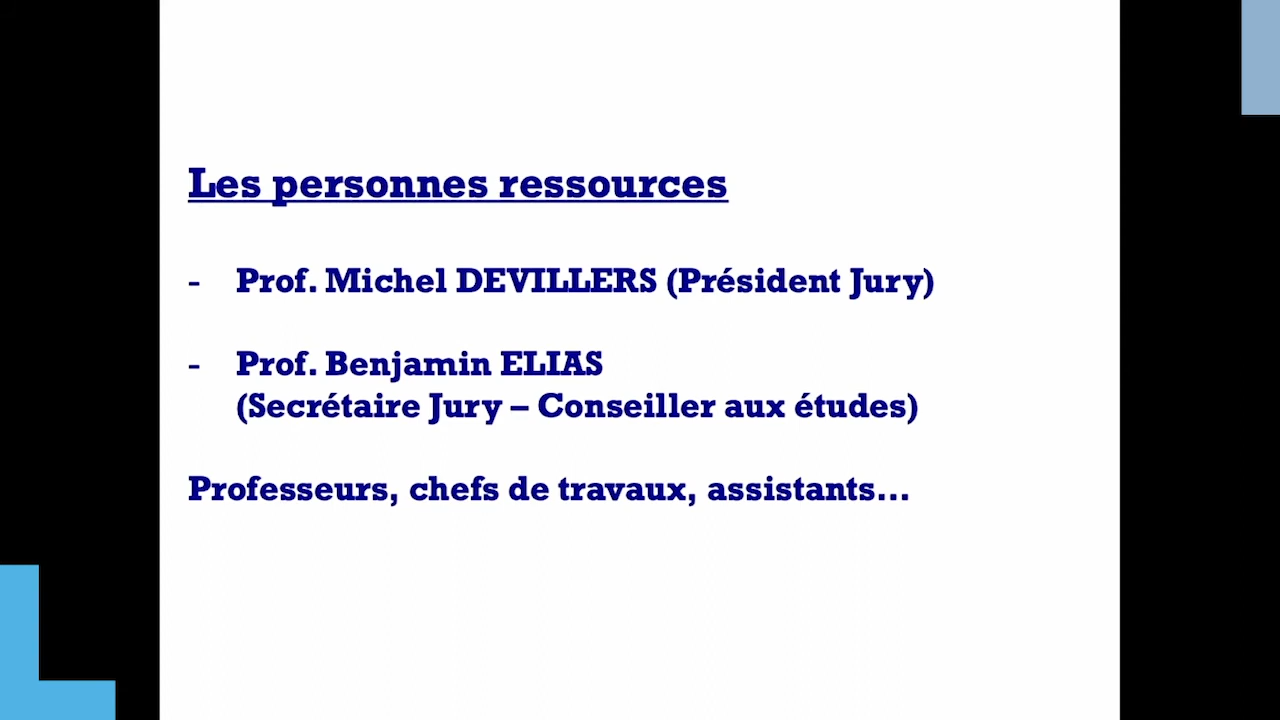 Les personnes ressources
- Prof. Michel DEVILLERS (Président Jury)
- Prof. Benjamin ELIAS
(Secrétaire Jury – Conseiller aux études)
Professeurs, chefs de travaux, assistants...